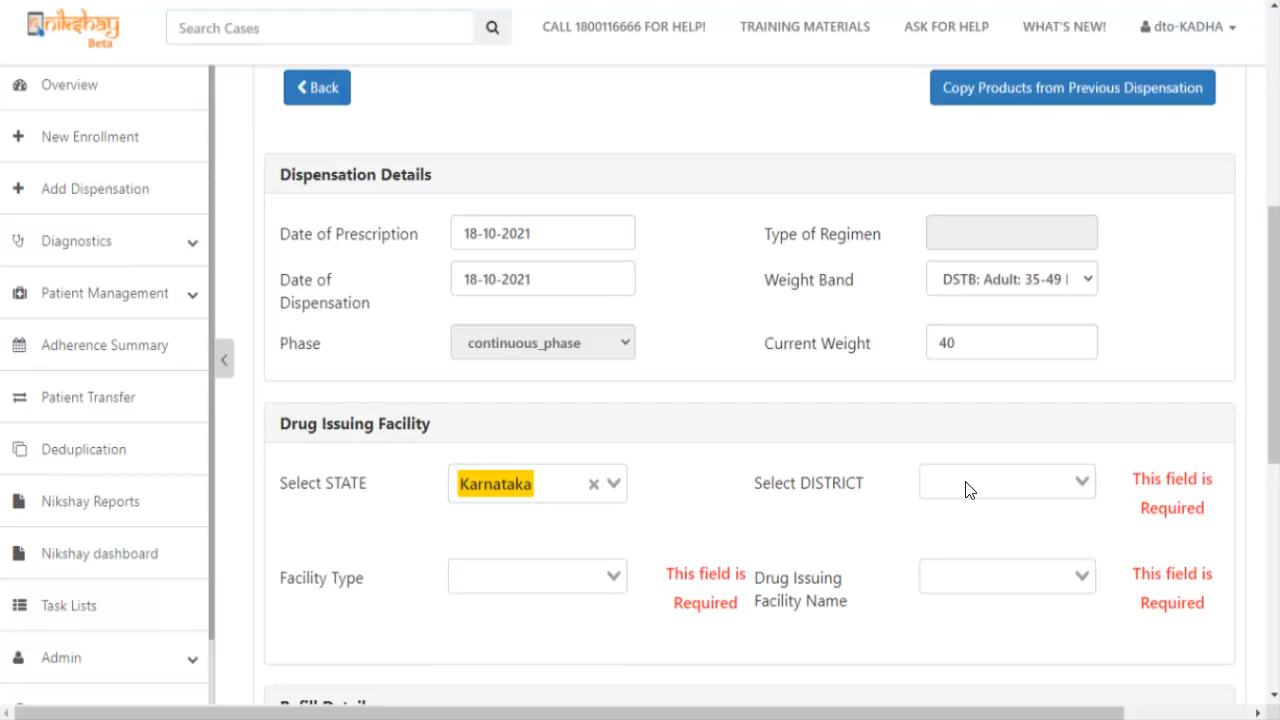 nikshay
Beta
Search Cases
CALL 1800116666 FOR HELP!
TRAINING MATERIALS
ASK FOR HELP
WHAT'S NEW!
dto-KADHA
Overview
New Enrollment
Add Dispensation
Diagnostics
Patient Management
Adherence Summary
Patient Transfer
Deduplication
Nikshay Reports
Nikshay dashboard
Task Lists
Admin
Back
Copy Products from Previous Dispensation
Dispensation Details
Date of Prescription
18-10-2021
Type of Regimen
Date of
Dispensation
18-10-2021
Weight Band
DSTB: Adult: 35-49
Phase
continuous_phase
Current Weight
40
Drug Issuing Facility
Select STATE
Karnataka
Select DISTRICT
This field is
Required
Facility Type
This field is
Required
Drug Issuing
Facility Name
This field is
Required